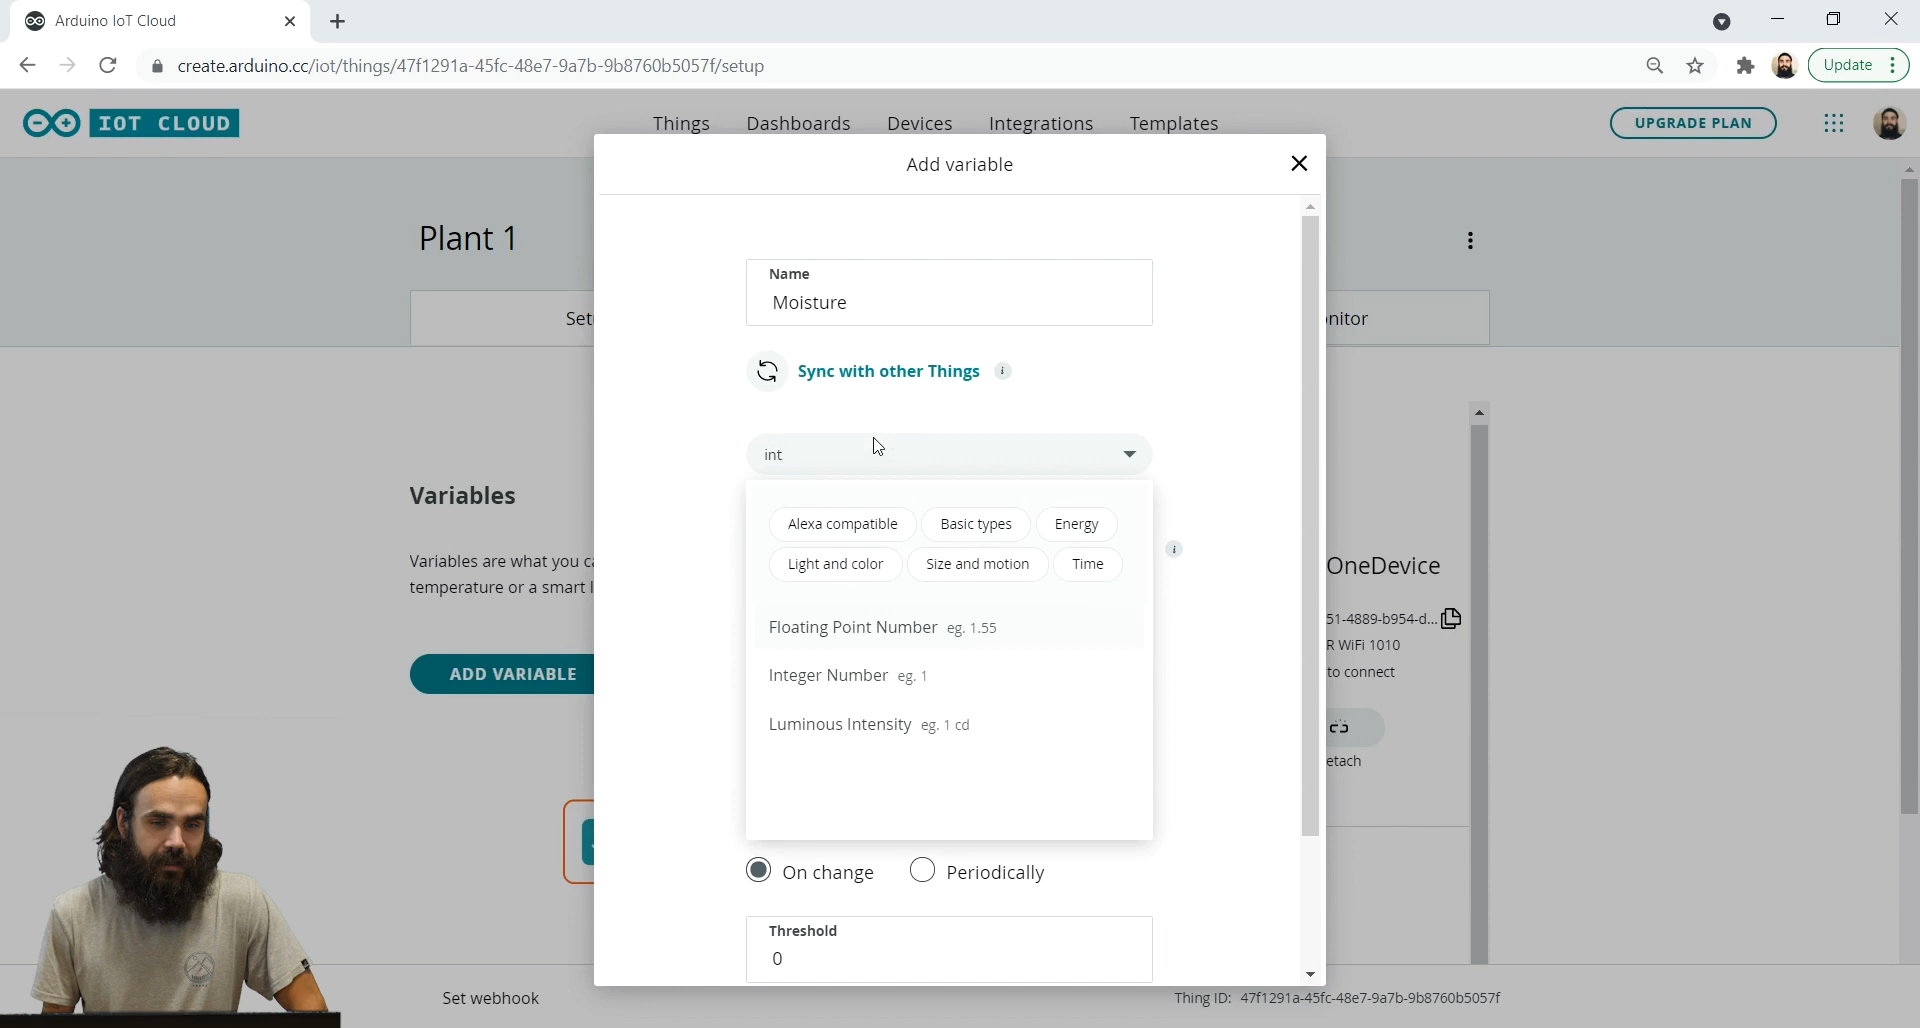 Arduino IoT Cloud
create.arduino.cc/iot/things/47f1291a-45fc-48e7-9a7b-9b8760b5057f/setup
Update
IOT CLOUD
Things
Dashboards
Devices
Integrations
Templates
UPGRADE PLAN
Add variable
Plant 1
Name
Moisture
Set
onitor
Sync with other Things
int
Variables
Alexa compatible
Basic types
Energy
Light and color
Size and motion
Time
Variables are what you ca
temperature or a smart l
OneDevice
Floating Point Number eg. 1.55
51-4889-b954-d...
R WiFi 1010
to connect
ADD VARIABLE
Integer Number eg. 1
Luminous Intensity eg. 1 cd
etach
On change
Periodically
Threshold
0
Set webhook
Thing ID: 47f1291a-45fc-48e7-9a7b-9b8760b5057f